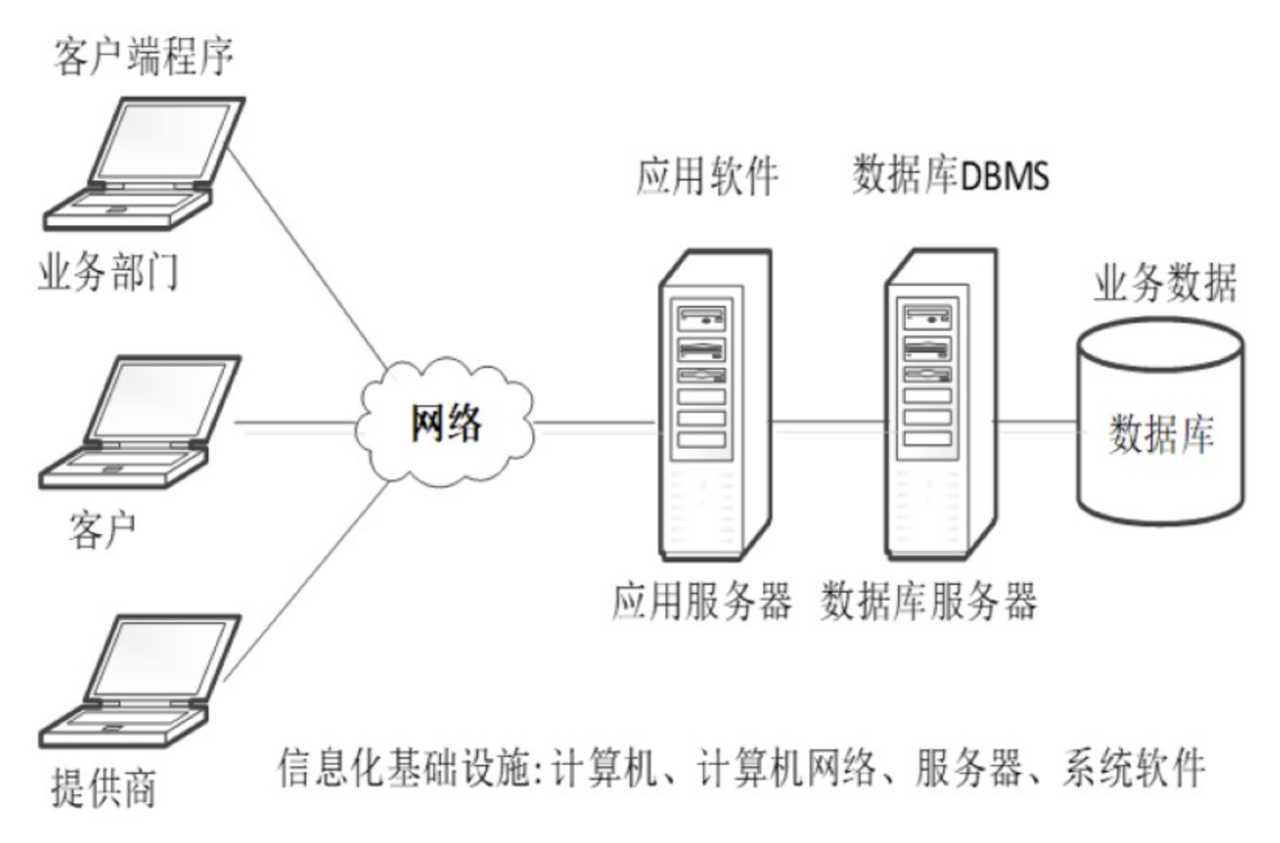 客户端程序
业务部门
客户
提供商
网络
应用软件
应用服务器
数据库DBMS
数据库服务器
业务数据
数据库
信息化基础设施:计算机、计算机网络、服务器、系统软件